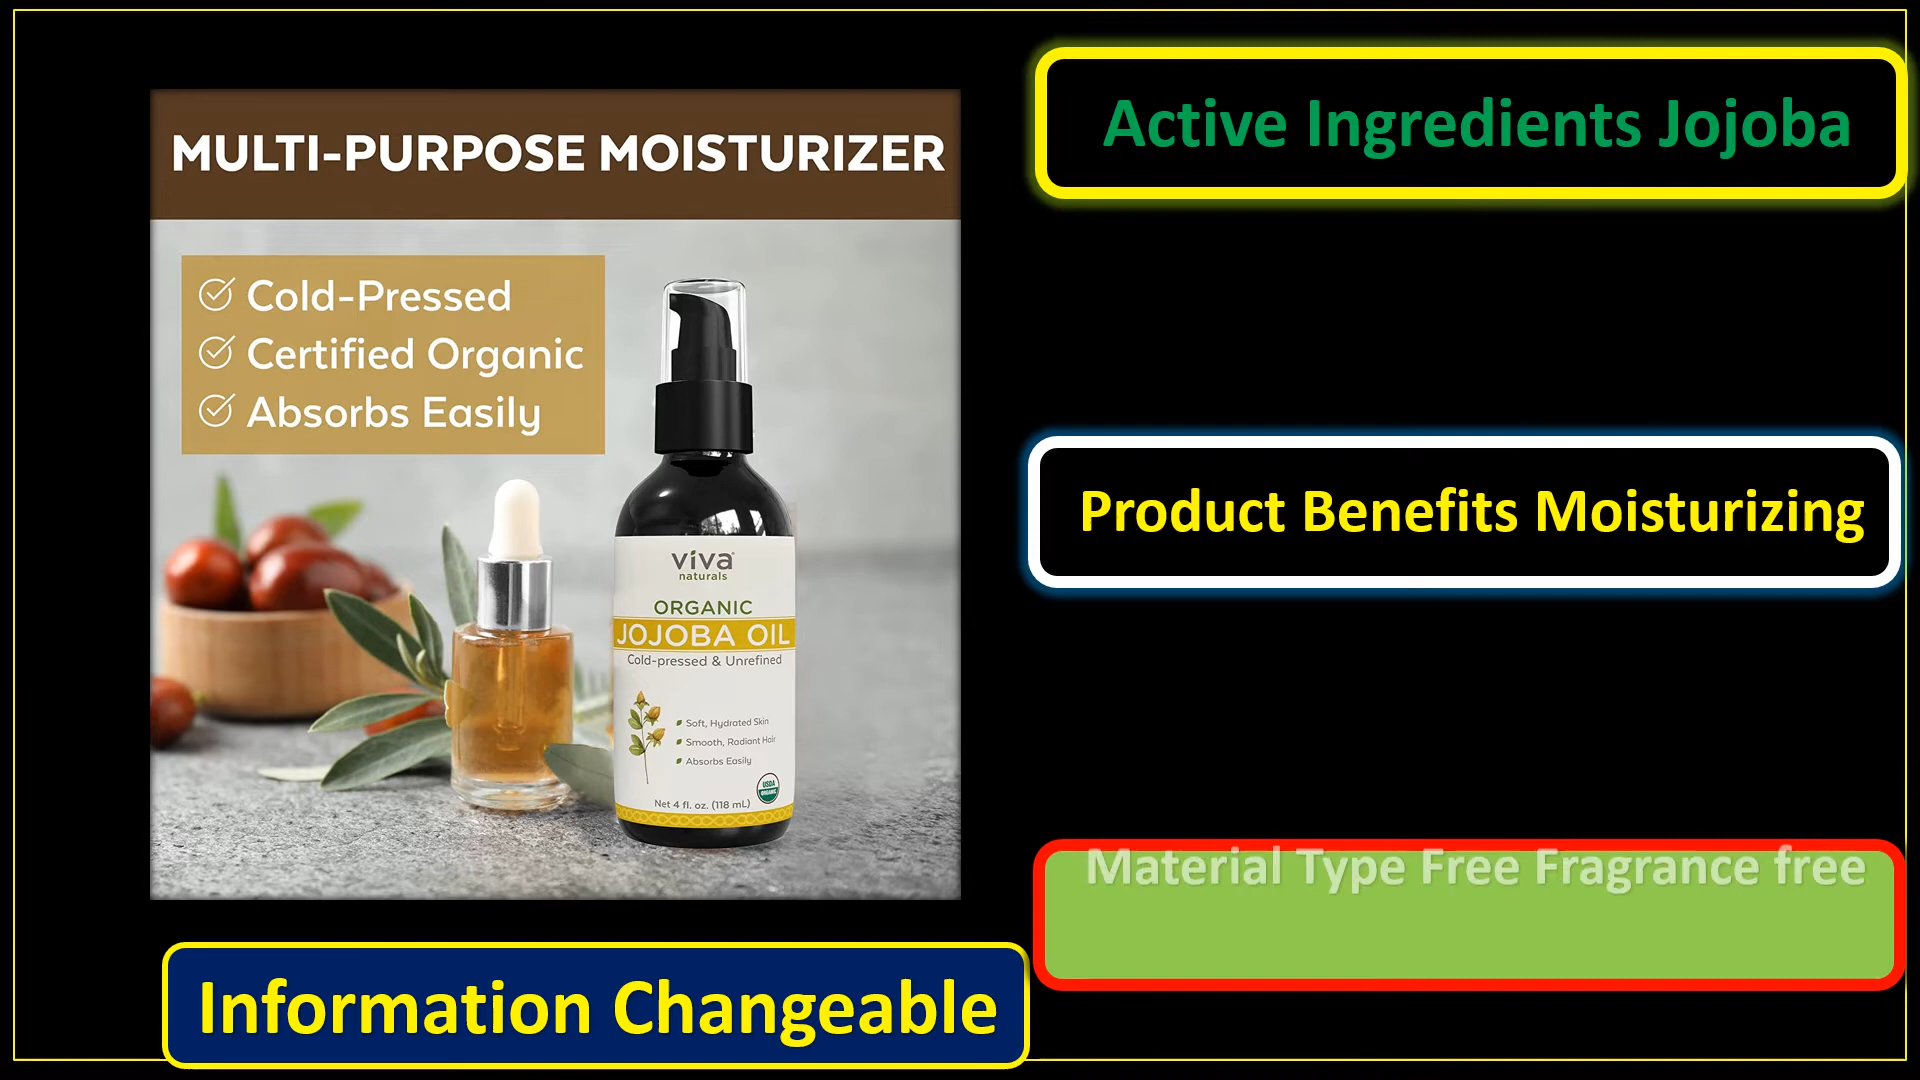 MULTI-PURPOSE MOISTURIZER
Cold-Pressed
Certified Organic
Absorbs Easily
viva
naturals
ORGANIC
JOJOBA OIL
Cold-pressed & Unrefined
Soft, Hydrated Skin
Smooth, Radiant Hair
Absorbs Easily
USDA
ORGANIC
Net 4 fl. oz. (118 mL)
Active Ingredients Jojoba
Product Benefits Moisturizing
Material Type Free Fragrance free
Information Changeable